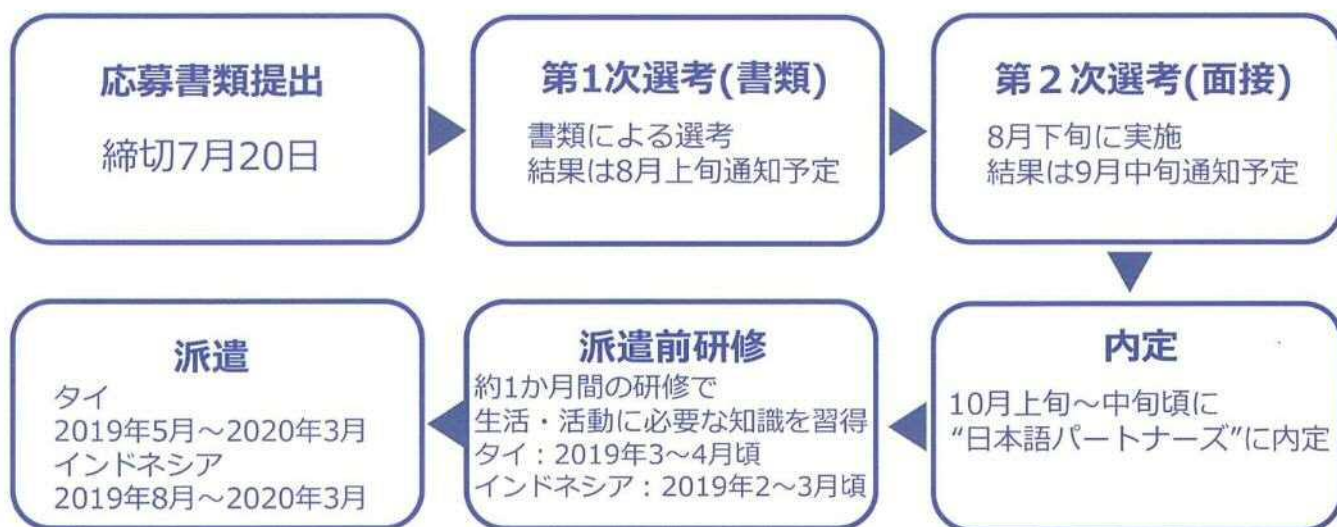 応募書類提出
締切7月20日
第1次選考(書類)
書類による選考
結果は8月上旬通知予定
第２次選考(面接)
8月下旬に実施
結果は9月中旬通知予定
内定
10月上旬～中旬頃に
“日本語パートナーズ”に内定
派遣前研修
約1か月間の研修で
生活・活動に必要な知識を習得
タイ：2019年3～4月頃
インドネシア：2019年2～3月頃
派遣
タイ
2019年5月～2020年3月
インドネシア
2019年8月～2020年3月